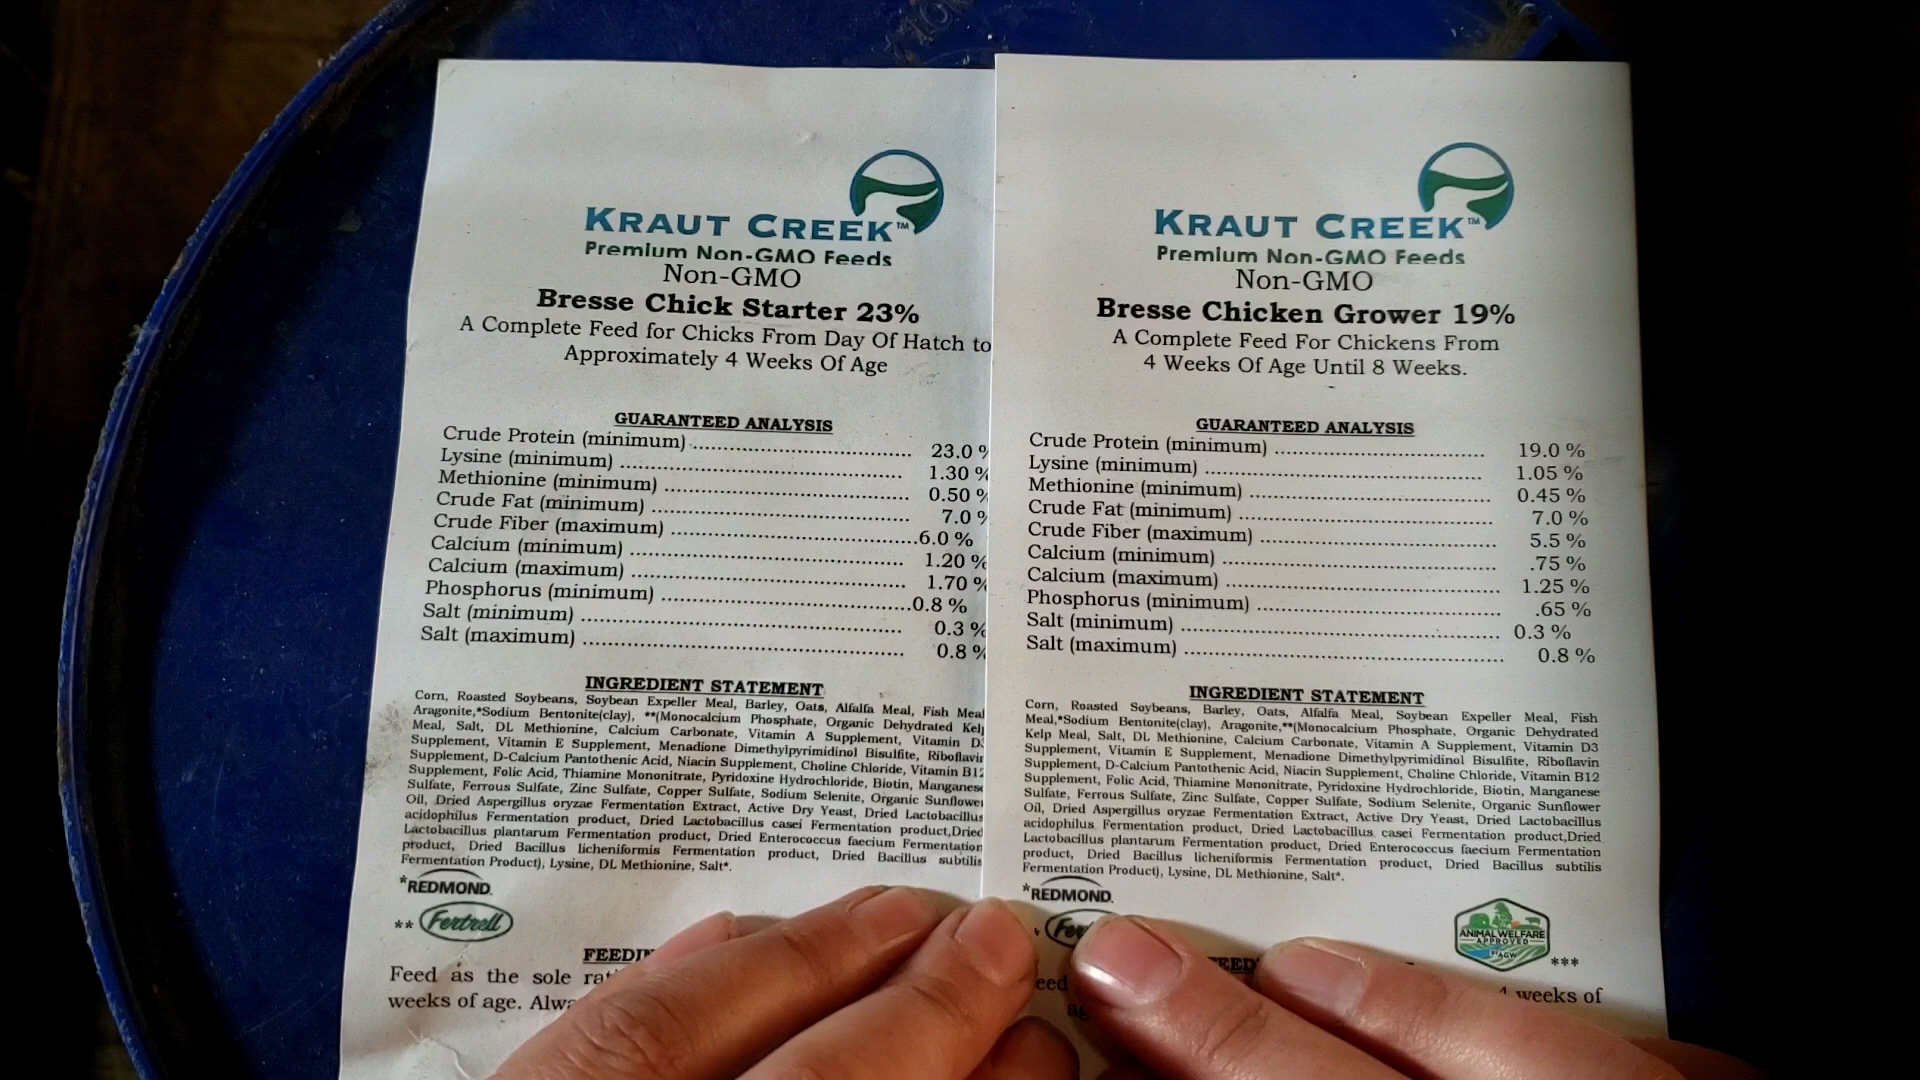 KRAUT CREEK™
Premium Non-GMO Feeds
Non-GMO
Bresse Chick Starter 23%
A Complete Feed for Chicks From Day Of Hatch to
Approximately 4 Weeks Of Age
GUARANTEED ANALYSIS
Crude Protein (minimum) ........ 23.0 %
Lysine (minimum) ........ 1.30 %
Methionine (minimum) ........ 0.50 %
Crude Fat (minimum) ........ 7.0 %
Crude Fiber (maximum) ........ 6.0 %
Calcium (minimum) ........ 1.20 %
Calcium (maximum) ........ 1.70 %
Phosphorus (minimum) ........ 0.8 %
Salt (minimum) ........ 0.3 %
Salt (maximum) ........ 0.8 %
INGREDIENT STATEMENT
Corn, Roasted Soybeans, Soybean Expeller Meal, Barley, Oats, Alfalfa Meal, Fish Meal
Aragonite,*Sodium Bentonite(clay), **(Monocalcium Phosphate, Organic Dehydrated Kelp
Meal, Salt, DL Methionine, Calcium Carbonate, Vitamin A Supplement, Vitamin D3
Supplement, Vitamin E Supplement, Menadione Dimethylpyrimidinol Bisulfite, Riboflavin
Supplement, D-Calcium Pantothenic Acid, Niacin Supplement, Choline Chloride, Vitamin B12
Supplement, Folic Acid, Thiamine Mononitrate, Pyridoxine Hydrochloride, Biotin, Manganese
Sulfate, Ferrous Sulfate, Zinc Sulfate, Copper Sulfate, Sodium Selenite, Organic Sunflower
Oil, Dried Aspergillus oryzae Fermentation Extract, Active Dry Yeast, Dried Lactobacillus
acidophilus Fermentation product, Dried Lactobacillus casei Fermentation product,Dried
Lactobacillus plantarum Fermentation product, Dried Enterococcus faecium Fermentation
product, Dried Bacillus licheniformis Fermentation product, Dried Bacillus subtilis
Fermentation Product), Lysine, DL Methionine, Salt*.
*REDMOND
** Fertrell
Feed as the sole
weeks of age.
KRAUT CREEK™
Premium Non-GMO Feeds
Non-GMO
Bresse Chicken Grower 19%
A Complete Feed For Chickens From
4 Weeks Of Age Until 8 Weeks.
GUARANTEED ANALYSIS
Crude Protein (minimum) ........ 19.0 %
Lysine (minimum) ........ 1.05 %
Methionine (minimum) ........ 0.45 %
Crude Fat (minimum) ........ 7.0 %
Crude Fiber (maximum) ........ 5.5 %
Calcium (minimum) ........ .75 %
Calcium (maximum) ........ 1.25 %
Phosphorus (minimum) ........ .65 %
Salt (minimum) ........ 0.3 %
Salt (maximum) ........ 0.8 %
INGREDIENT STATEMENT
Corn, Roasted Soybeans, Barley, Oats, Alfalfa Meal, Soybean Expeller Meal, Fish
Meal,*Sodium Bentonite(clay), Aragonite,**(Monocalcium Phosphate, Organic Dehydrated
Kelp Meal, Salt, DL Methionine, Calcium Carbonate, Vitamin A Supplement, Vitamin D3
Supplement, Vitamin E Supplement, Menadione Dimethylpyrimidinol Bisulfite, Riboflavin
Supplement, D-Calcium Pantothenic Acid, Niacin Supplement, Choline Chloride, Vitamin B12
Supplement, Folic Acid, Thiamine Mononitrate, Pyridoxine Hydrochloride, Biotin, Manganese
Sulfate, Ferrous Sulfate, Zinc Sulfate, Copper Sulfate, Sodium Selenite, Organic Sunflower
Oil, Dried Aspergillus oryzae Fermentation Extract, Active Dry Yeast, Dried Lactobacillus
acidophilus Fermentation product, Dried Lactobacillus casei Fermentation product,Dried
Lactobacillus plantarum Fermentation product, Dried Enterococcus faecium Fermentation
product, Dried Bacillus licheniformis Fermentation product, Dried Bacillus subtilis
Fermentation Product), Lysine, DL Methionine, Salt*.
*REDMOND
ANIMAL WELFARE
APPROVED
BY AGW
***
weeks of